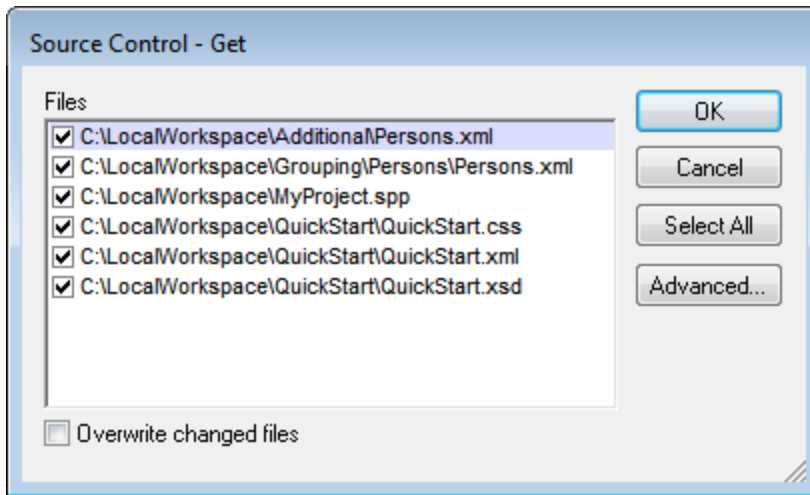 Source Control - Get
Files
C:\LocalWorkspace\Additional\Persons.xml
C:\LocalWorkspace\Grouping\Persons\Persons.xml
C:\LocalWorkspace\MyProject.spp
C:\LocalWorkspace\QuickStart\QuickStart.css
C:\LocalWorkspace\QuickStart\QuickStart.xml
C:\LocalWorkspace\QuickStart\QuickStart.xsd
Overwrite changed files
OK
Cancel
Select All
Advanced...